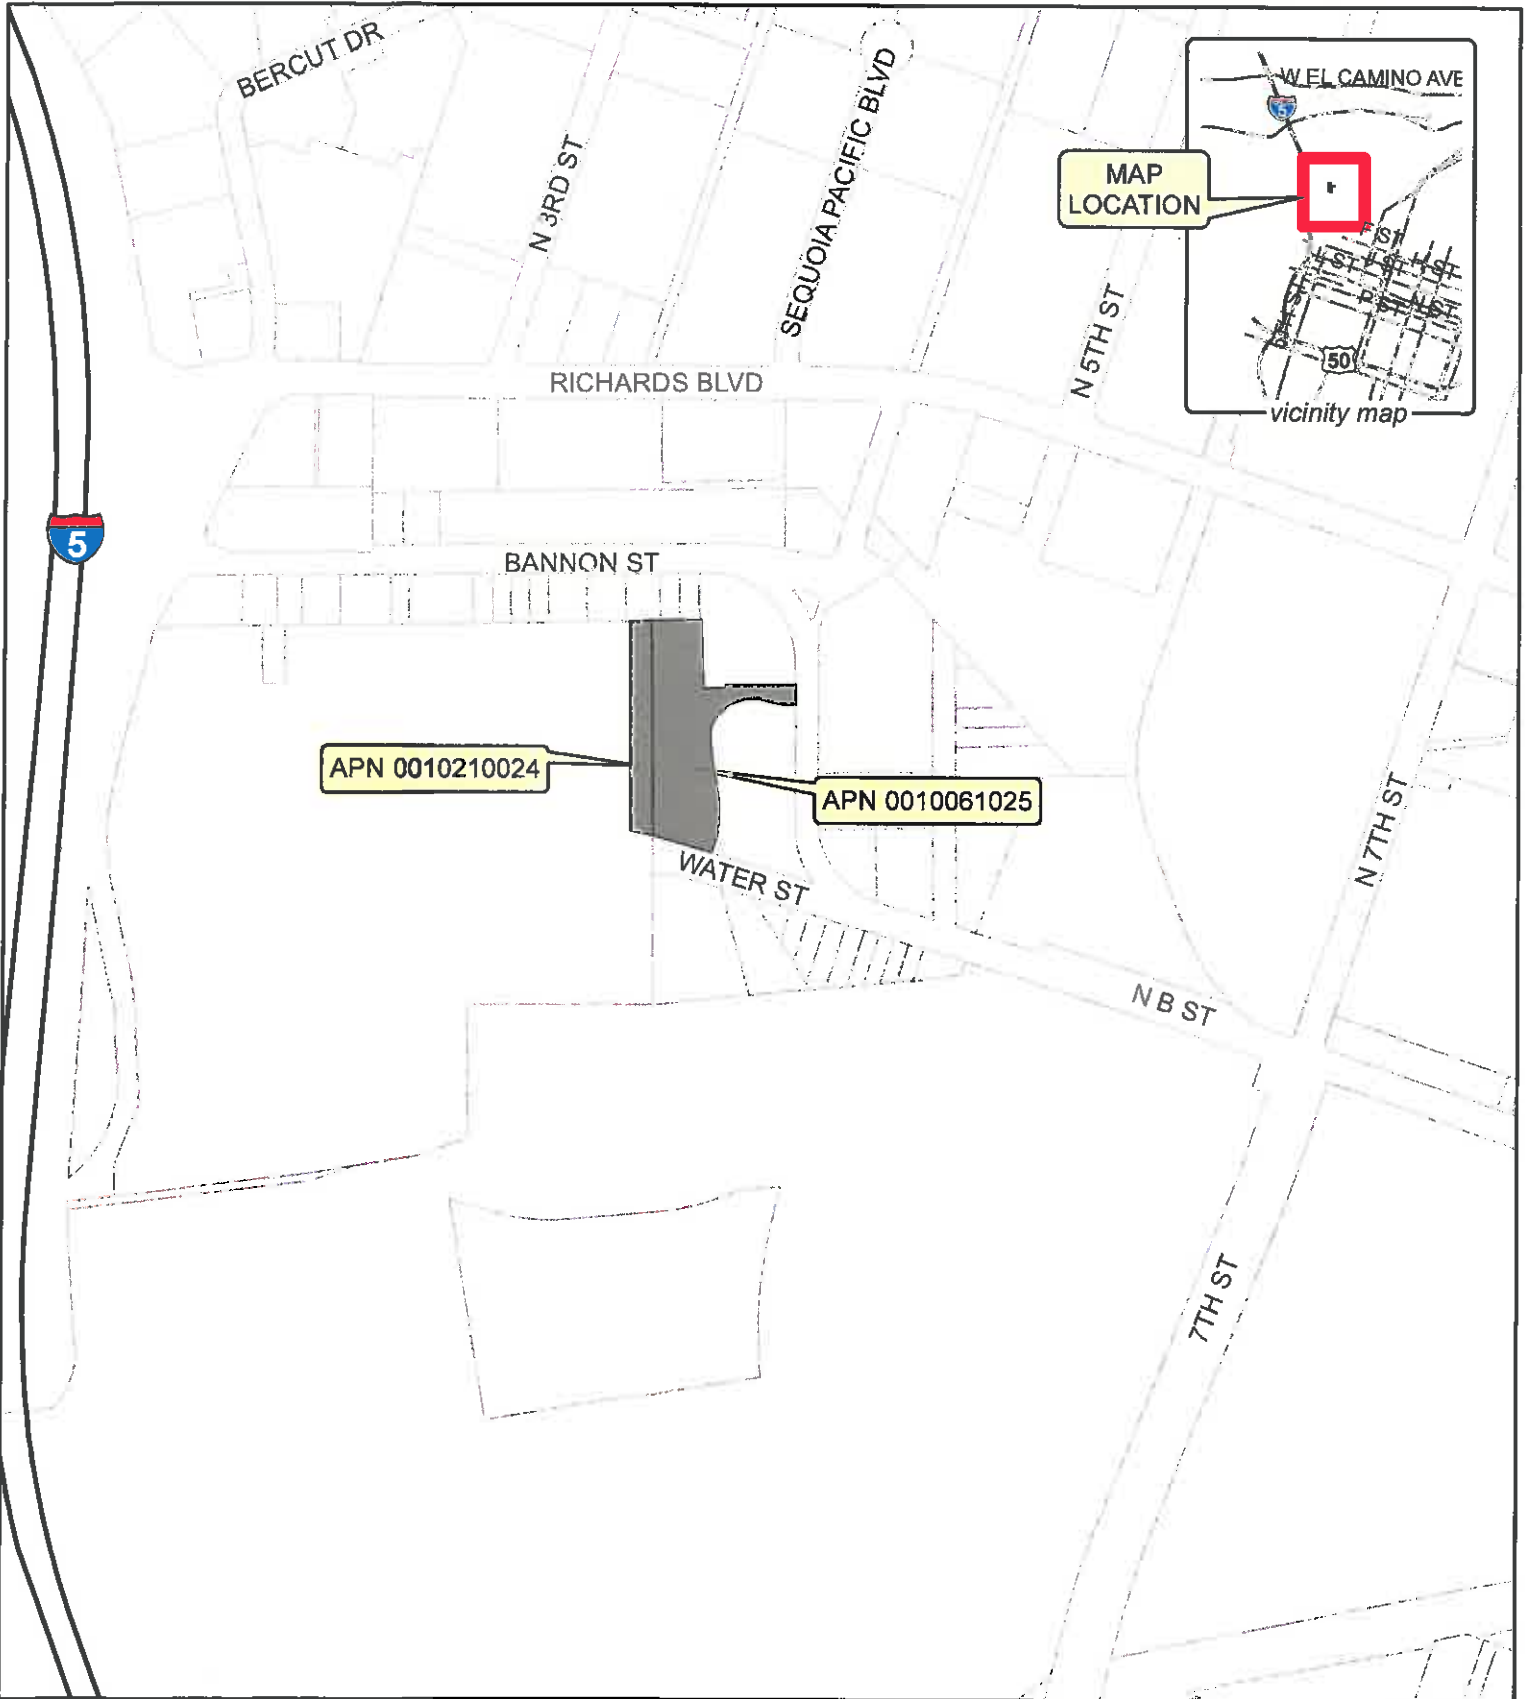 BERCUT DR
N 3RD ST
SEQUOIA PACIFIC BLVD
N 5TH ST
W EL CAMINO AVE
5
MAP
LOCATION
F ST
50
vicinity map
RICHARDS BLVD
5
BANNON ST
APN 0010210024
APN 0010061025
WATER ST
N 7TH ST
N B ST
7TH ST